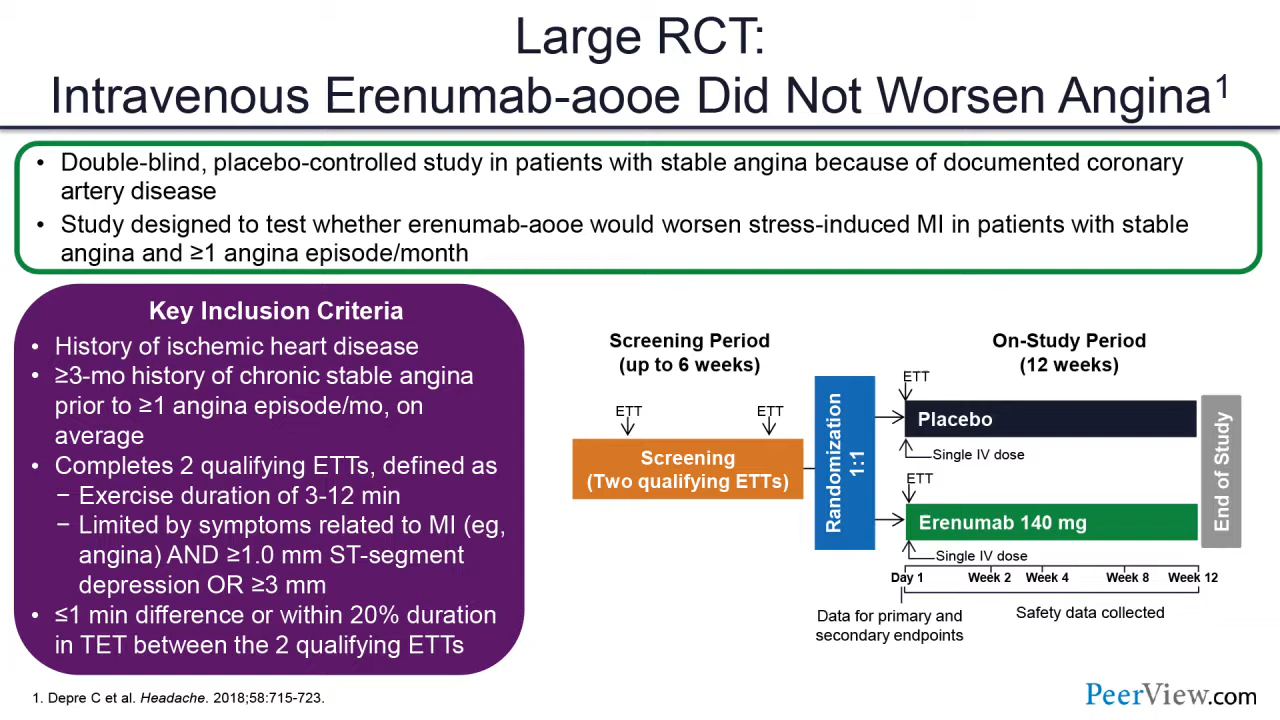 Large RCT:
Intravenous Erenumab-aooe Did Not Worsen Angina1
• Double-blind, placebo-controlled study in patients with stable angina because of documented coronary
artery disease
• Study designed to test whether erenumab-aooe would worsen stress-induced MI in patients with stable
angina and ≥1 angina episode/month
Key Inclusion Criteria
• History of ischemic heart disease
• ≥3-mo history of chronic stable angina
prior to ≥1 angina episode/mo, on
average
• Completes 2 qualifying ETTs, defined as
− Exercise duration of 3-12 min
− Limited by symptoms related to MI (eg,
angina) AND ≥1.0 mm ST-segment
depression OR ≥3 mm
• ≤1 min difference or within 20% duration
in TET between the 2 qualifying ETTs
Screening Period
(up to 6 weeks)
ETT
ETT
Screening
(Two qualifying ETTs)
Randomization
1:1
On-Study Period
(12 weeks)
ETT
Placebo
Single IV dose
ETT
Erenumab 140 mg
Single IV dose
End of Study
Day 1
Week 2
Week 4
Week 8
Week 12
Data for primary and
secondary endpoints
Safety data collected
1. Depre C et al. Headache. 2018;58:715-723.
PeerView.com